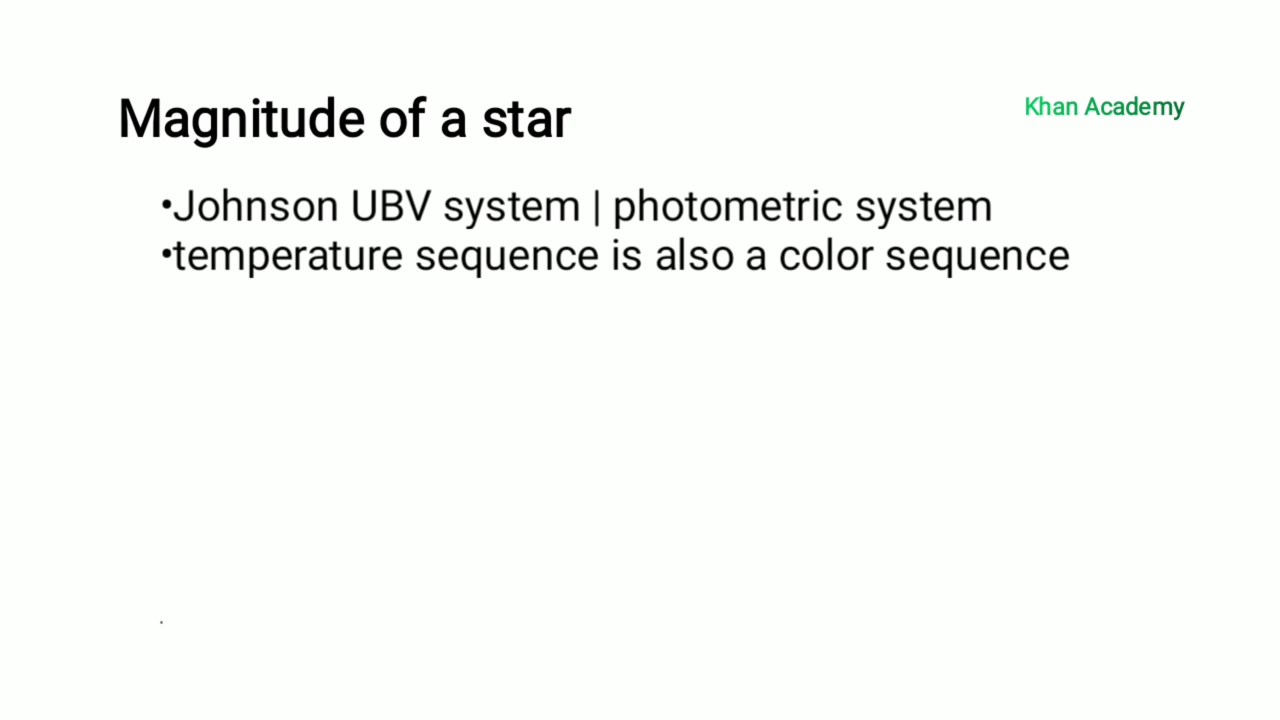 Magnitude of a star
Khan Academy
•Johnson UBV system | photometric system
•temperature sequence is also a color sequence
.